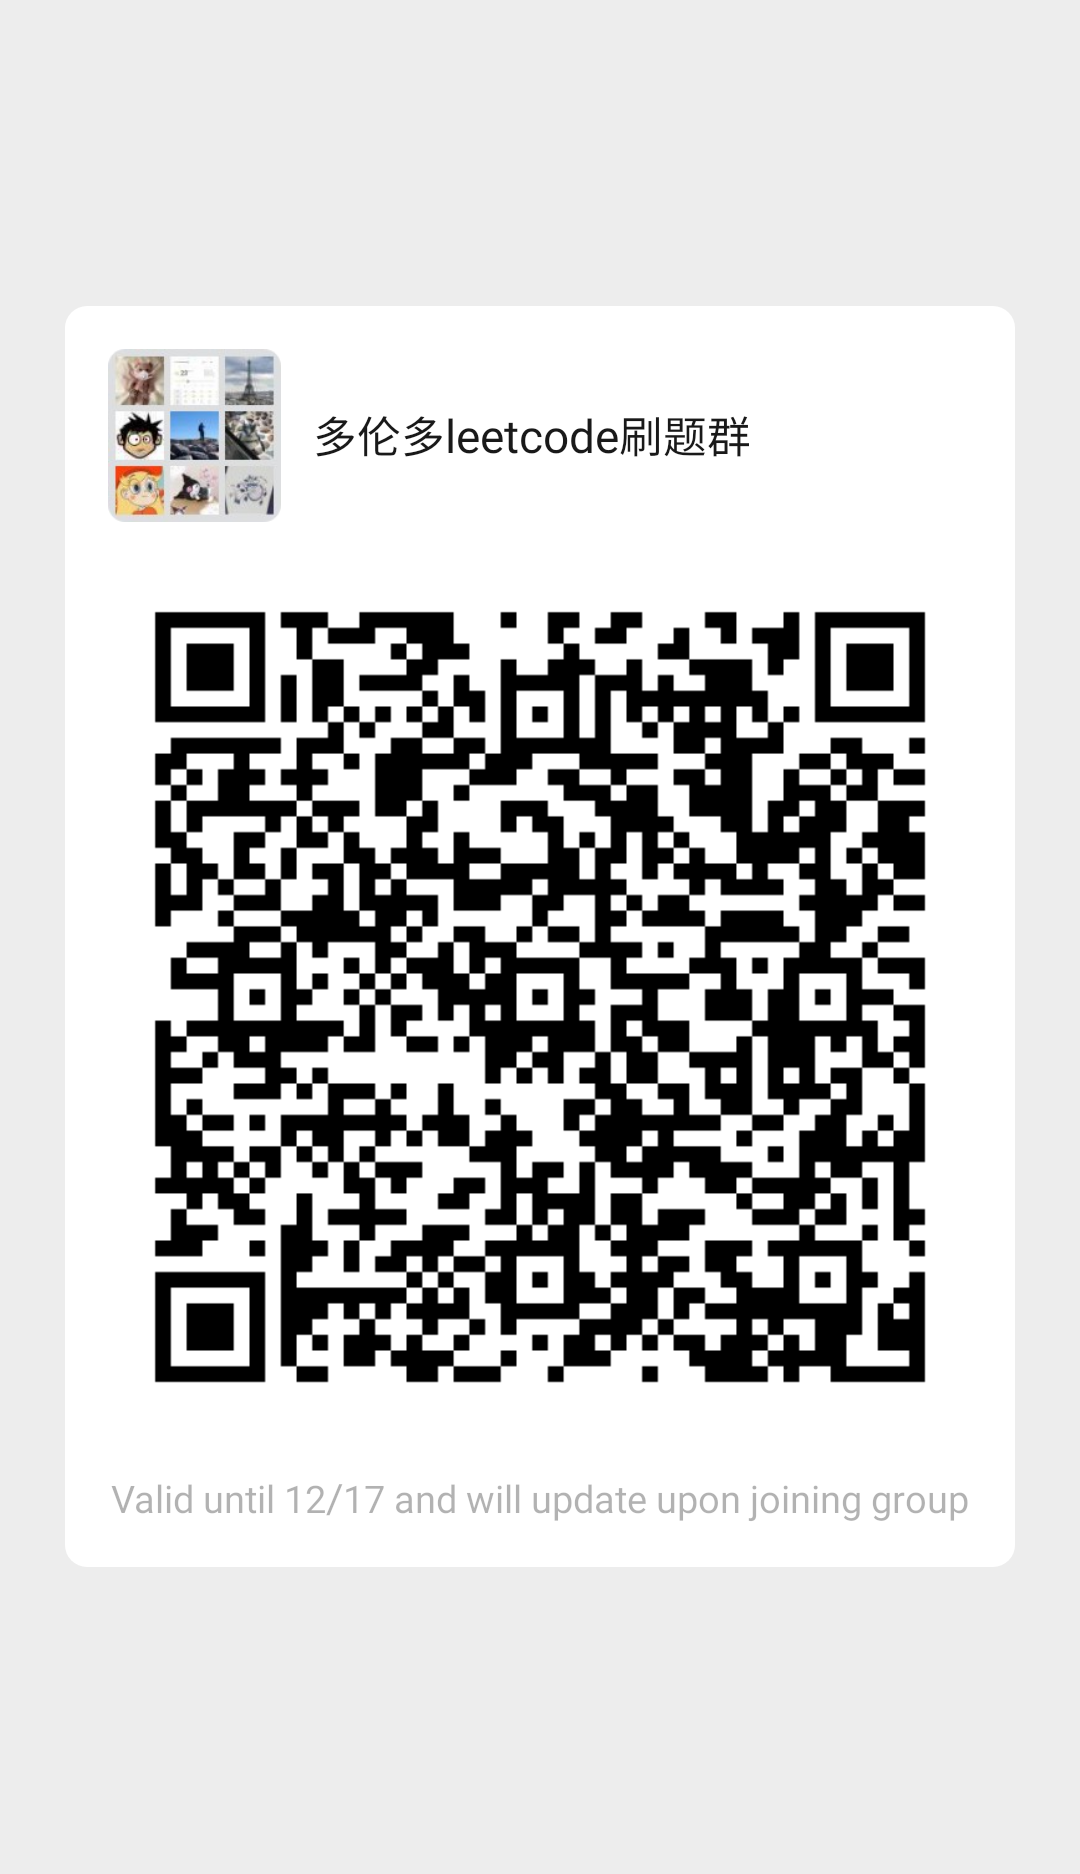 多伦多leetcode刷题群
Valid until 12/17 and will update upon joining group